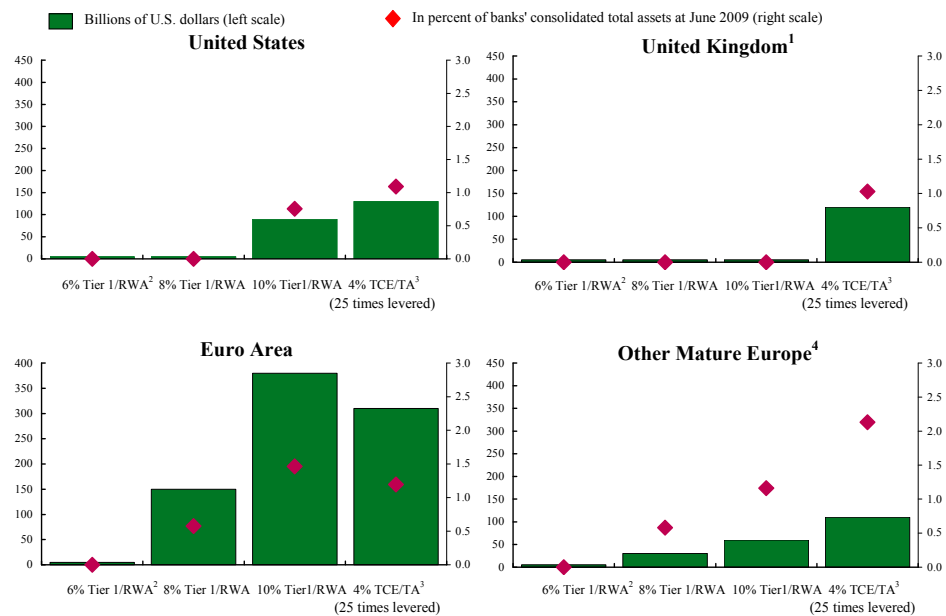 Billions of U.S. dollars (left scale)
In percent of banks' consolidated total assets at June 2009 (right scale)
United States
450
400
350
300
250
200
150
100
50
0
3.0
2.5
2.0
1.5
1.0
0.5
0.0
6% Tier 1/RWA²
8% Tier 1/RWA
10% Tier1/RWA
4% TCE/TA³
(25 times levered)
United Kingdom¹
450
400
350
300
250
200
150
100
50
0
3.0
2.5
2.0
1.5
1.0
0.5
0.0
6% Tier 1/RWA²
8% Tier 1/RWA
10% Tier1/RWA
4% TCE/TA³
(25 times levered)
Euro Area
400
350
300
250
200
150
100
50
0
3.0
2.5
2.0
1.5
1.0
0.5
0.0
6% Tier 1/RWA²
8% Tier 1/RWA
10% Tier1/RWA
4% TCE/TA³
(25 times levered)
Other Mature Europe⁴
450
400
350
300
250
200
150
100
50
0
3.0
2.5
2.0
1.5
1.0
0.5
0.0
6% Tier 1/RWA²
8% Tier 1/RWA
10% Tier1/RWA
4% TCE/TA³
(25 times levered)